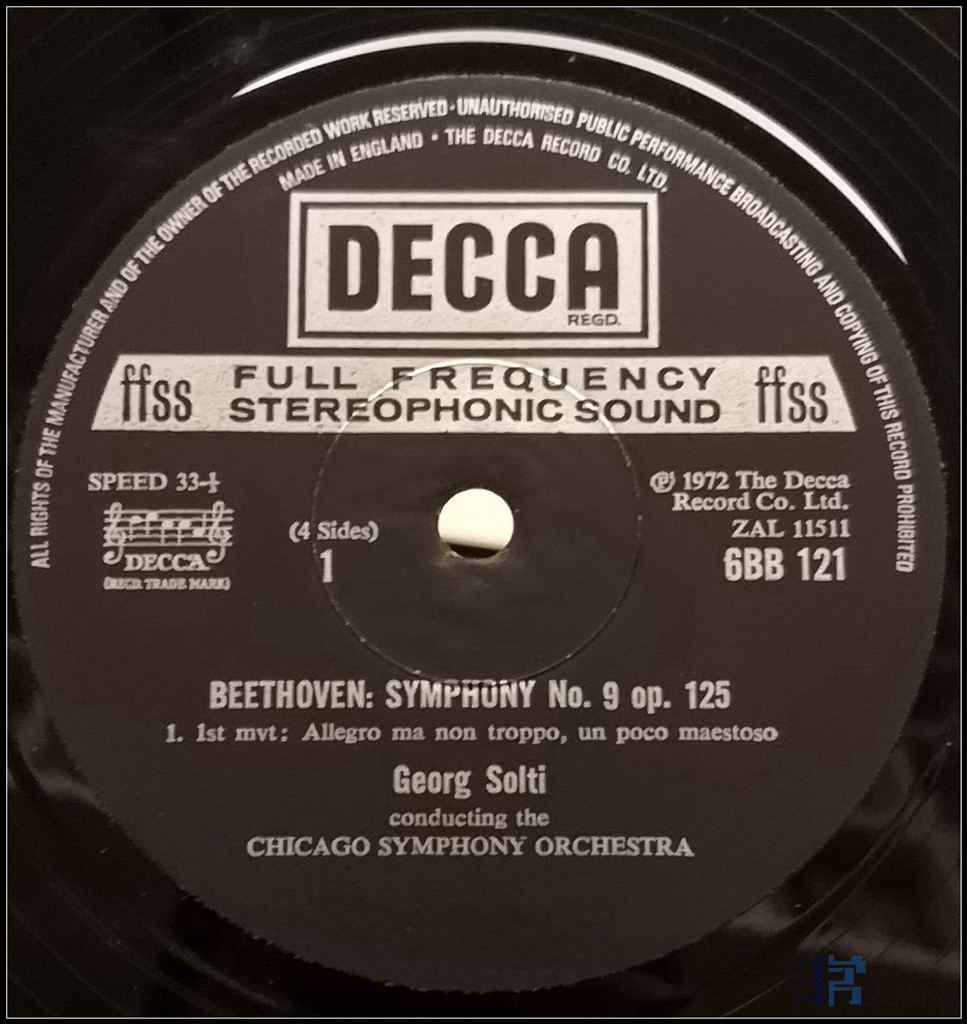 ALL RIGHTS OF THE MANUFACTURER AND OF THE OWNER OF THE RECORDED WORK RESERVED · UNAUTHORISED PUBLIC PERFORMANCE BROADCASTING AND COPYING OF THIS RECORD PROHIBITED
MADE IN ENGLAND • THE DECCA RECORD CO. LTD.
DECCA
REGD.
ffss FULL FREQUENCY STEREOPHONIC SOUND ffss
SPEED 33-⅓
DECCA
(REGD. TRADE MARK)
(4 Sides)
1
℗ 1972 The Decca
Record Co. Ltd.
ZAL 11511
6BB 121
BEETHOVEN: SYMPHONY No. 9 op. 125
1. 1st mvt: Allegro ma non troppo, un poco maestoso
Georg Solti
conducting the
CHICAGO SYMPHONY ORCHESTRA